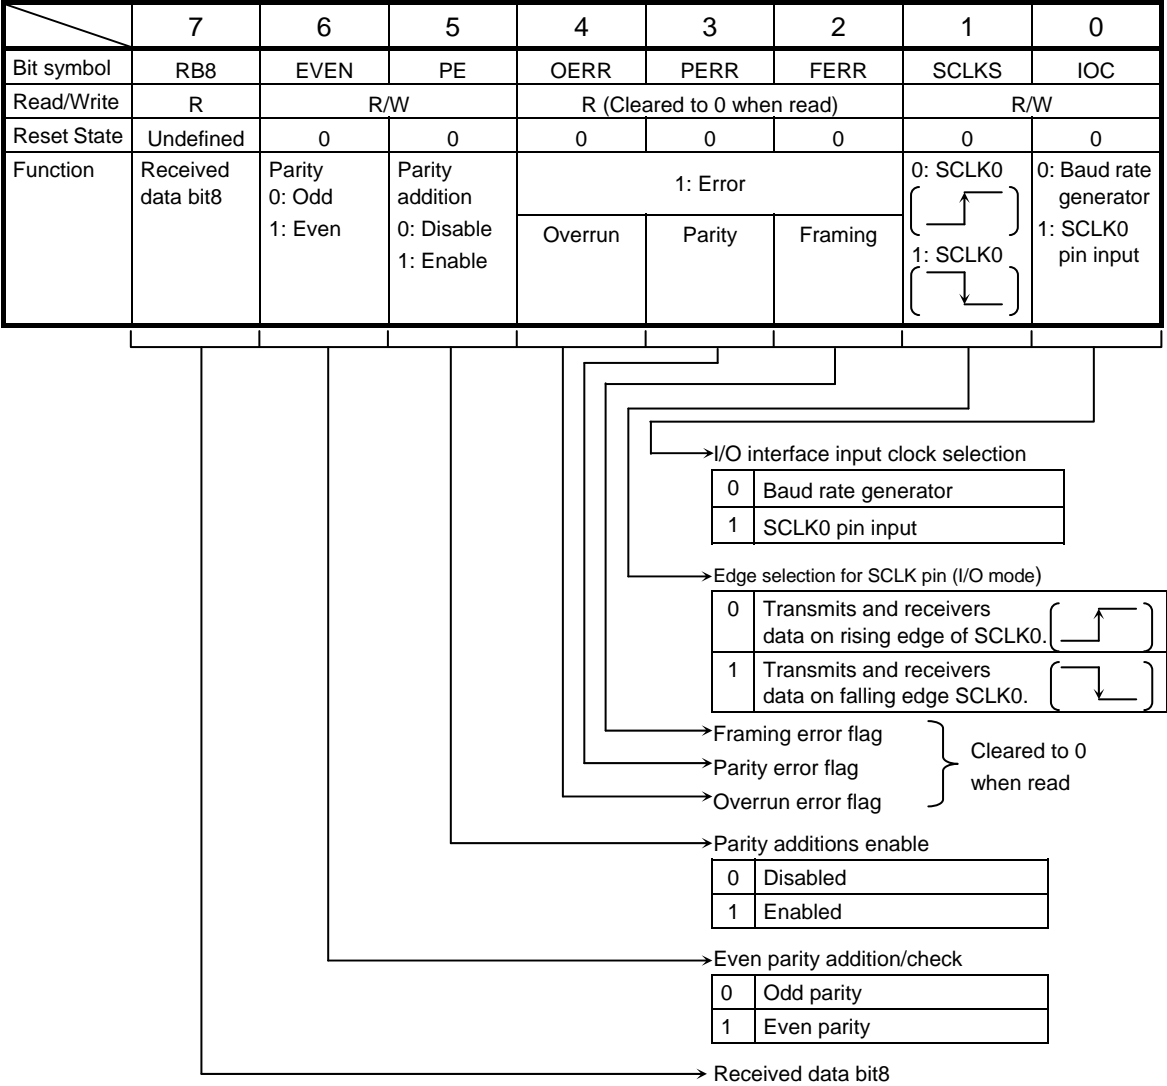 7 6 5 4 3 2 1 0
Bit symbol RB8 EVEN PE OERR PERR FERR SCLKS IOC
Read/Write R R/W R (Cleared to 0 when read) R/W
Reset State Undefined 0 0 0 0 0 0 0
Function
Received
data bit8
Parity
0: Odd
1: Even
Parity
addition
0: Disable
1: Enable
1: Error
Overrun Parity Framing
0: SCLK0
1: SCLK0
0: Baud rate
generator
1: SCLK0
pin input
I/O interface input clock selection
0 Baud rate generator
1 SCLK0 pin input
Edge selection for SCLK pin (I/O mode)
0 Transmits and receivers
data on rising edge of SCLK0.
1 Transmits and receivers
data on falling edge SCLK0.
Framing error flag
Parity error flag
Overrun error flag
Cleared to 0
when read
Parity additions enable
0 Disabled
1 Enabled
Even parity addition/check
0 Odd parity
1 Even parity
Received data bit8